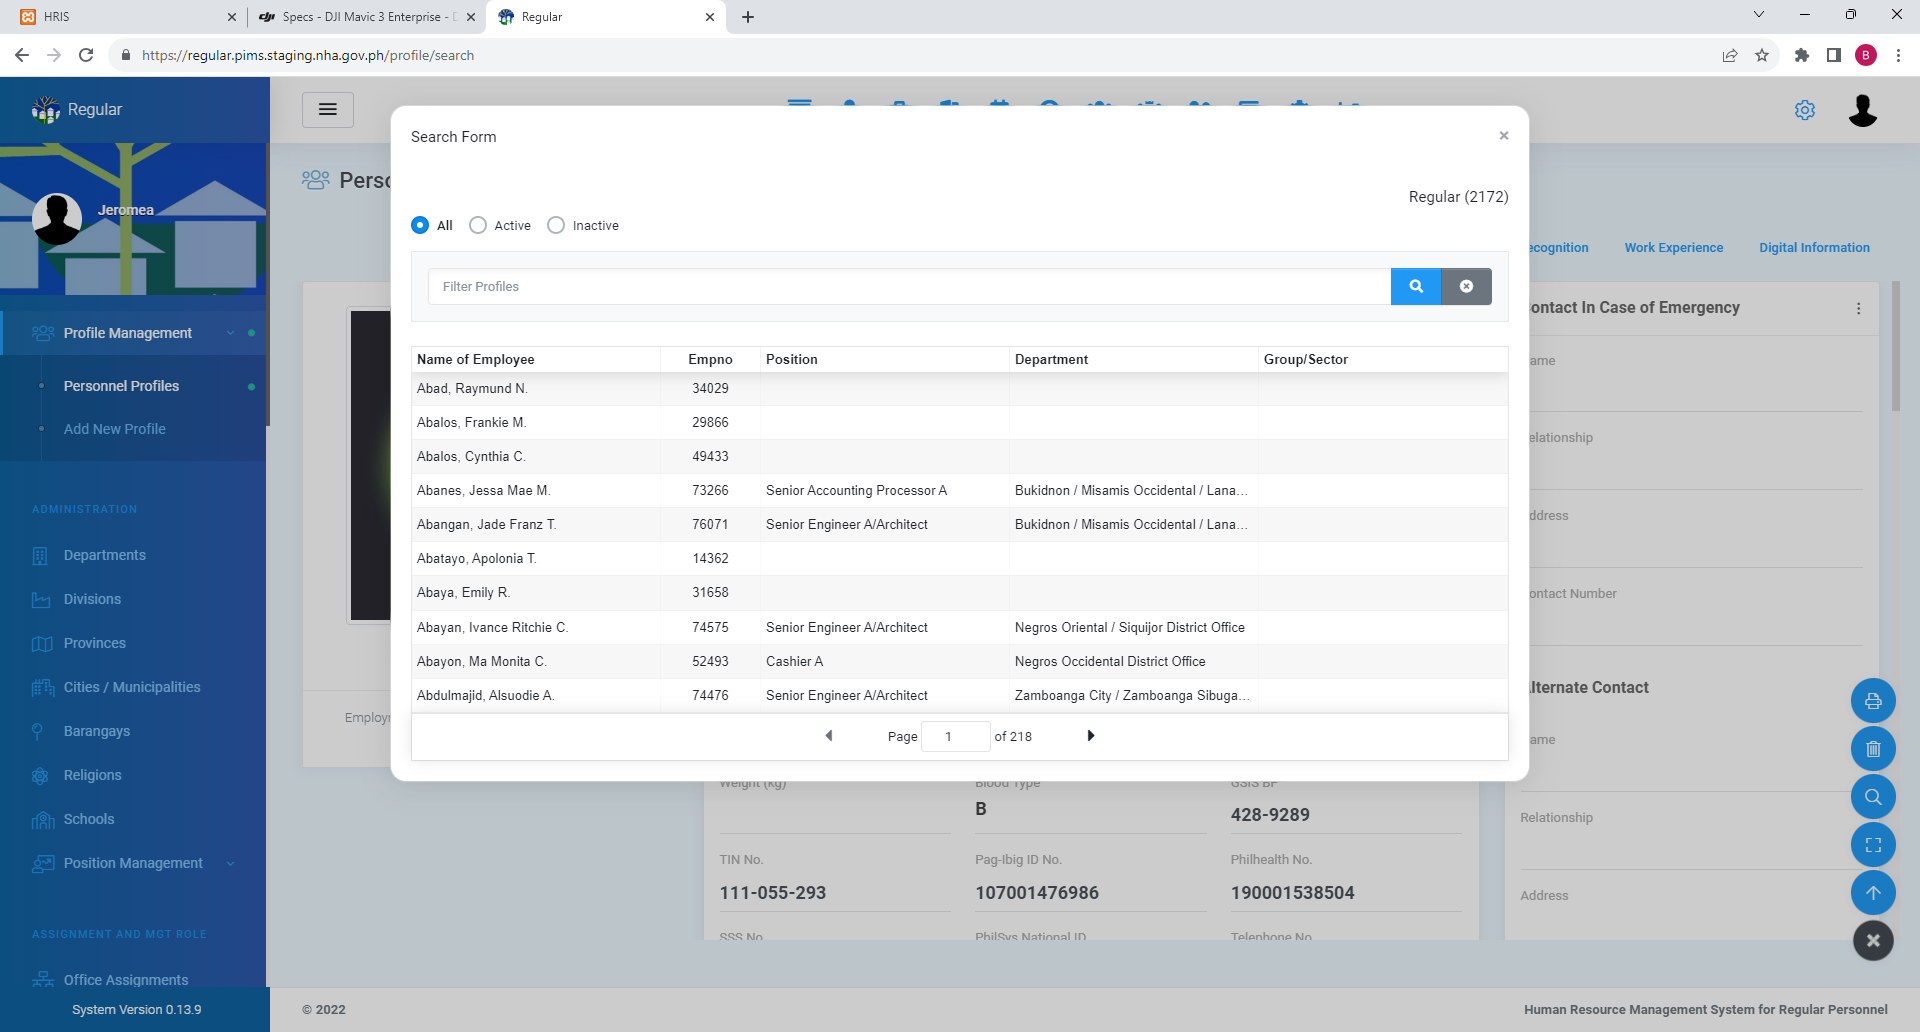 HRIS
Specs - DJI Mavic 3 Enterprise -
Regular
https://regular.pims.staging.nha.gov.ph/profile/search
B
Regular
Jeromea
Profile Management
Personnel Profiles
Add New Profile
ADMINISTRATION
Departments
Divisions
Provinces
Cities / Municipalities
Barangays
Religions
Schools
Position Management
ASSIGNMENT AND MGT ROLE
Office Assignments
System Version 0.13.9
Perso
Search Form
×
Regular (2172)
All Active Inactive
Filter Profiles
Name of Employee Empno Position Department Group/Sector
Abad, Raymund N. 34029
Abalos, Frankie M. 29866
Abalos, Cynthia C. 49433
Abanes, Jessa Mae M. 73266 Senior Accounting Processor A Bukidnon / Misamis Occidental / Lana...
Abangan, Jade Franz T. 76071 Senior Engineer A/Architect Bukidnon / Misamis Occidental / Lana...
Abatayo, Apolonia T. 14362
Abaya, Emily R. 31658
Abayan, Ivance Ritchie C. 74575 Senior Engineer A/Architect Negros Oriental / Siquijor District Office
Abayon, Ma Monita C. 52493 Cashier A Negros Occidental District Office
Abdulmajid, Alsuodie A. 74476 Senior Engineer A/Architect Zamboanga City / Zamboanga Sibuga...
Page 1 of 218
ecognition Work Experience Digital Information
ontact In Case of Emergency
ame
elationship
ddress
ontact Number
lternate Contact
ame
Relationship
Address
Employ
Weight (kg) Blood Type GSIS BP
B 428-9289
TIN No. Pag-Ibig ID No. Philhealth No.
111-055-293 107001476986 190001538504
SSS No. PhilSys National ID Telephone No.
© 2022
Human Resource Management System for Regular Personnel